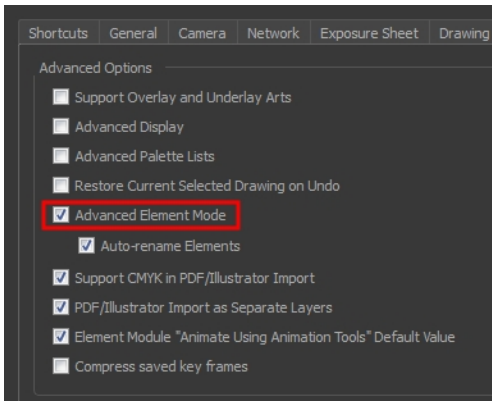 Shortcuts General Camera Network Exposure Sheet Drawing
Advanced Options
Support Overlay and Underlay Arts
Advanced Display
Advanced Palette Lists
Restore Current Selected Drawing on Undo
Advanced Element Mode
Auto-rename Elements
Support CMYK in PDF/Illustrator Import
PDF/Illustrator Import as Separate Layers
Element Module "Animate Using Animation Tools" Default Value
Compress saved key frames